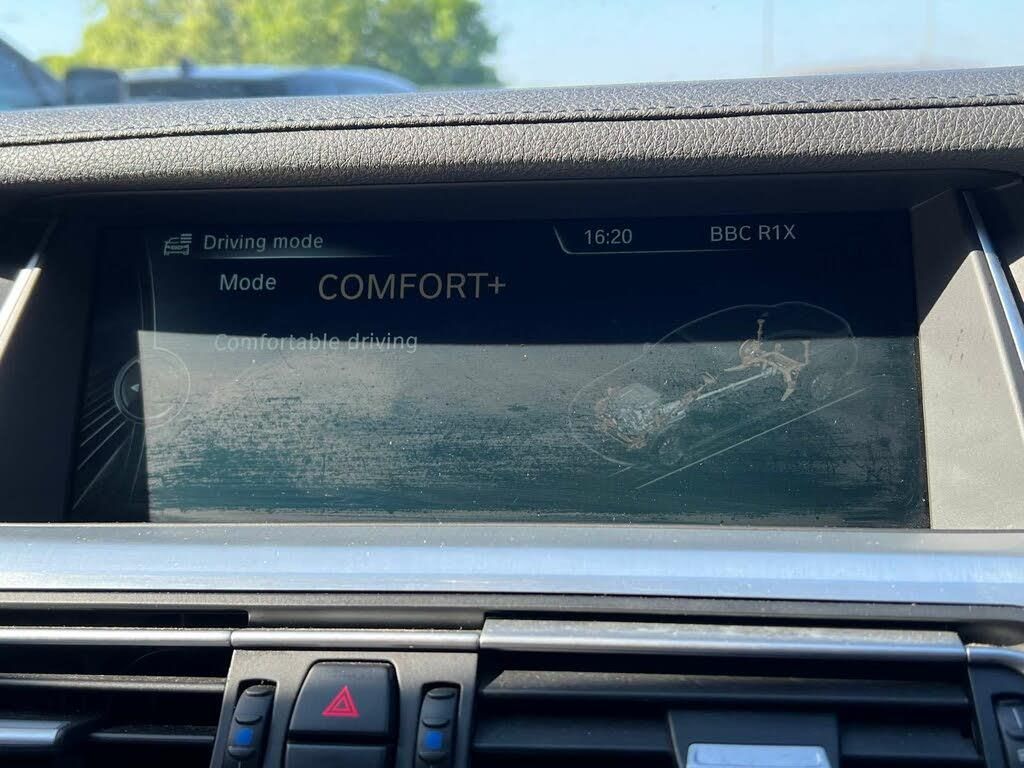 Driving mode
16:20 BBC R1X
Mode COMFORT+
Comfortable driving